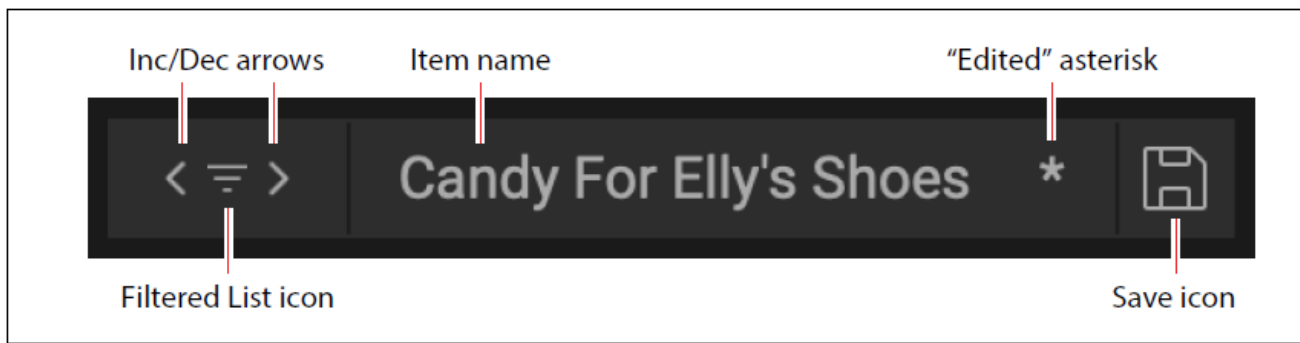 Inc/Dec arrows Item name “Edited” asterisk
< > Candy For Elly's Shoes *
Filtered List icon Save icon